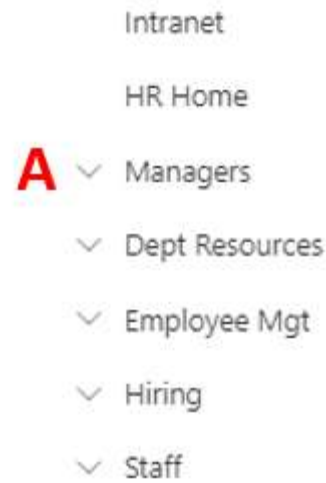 Intranet
HR Home
A Managers
Dept Resources
Employee Mgt
Hiring
Staff